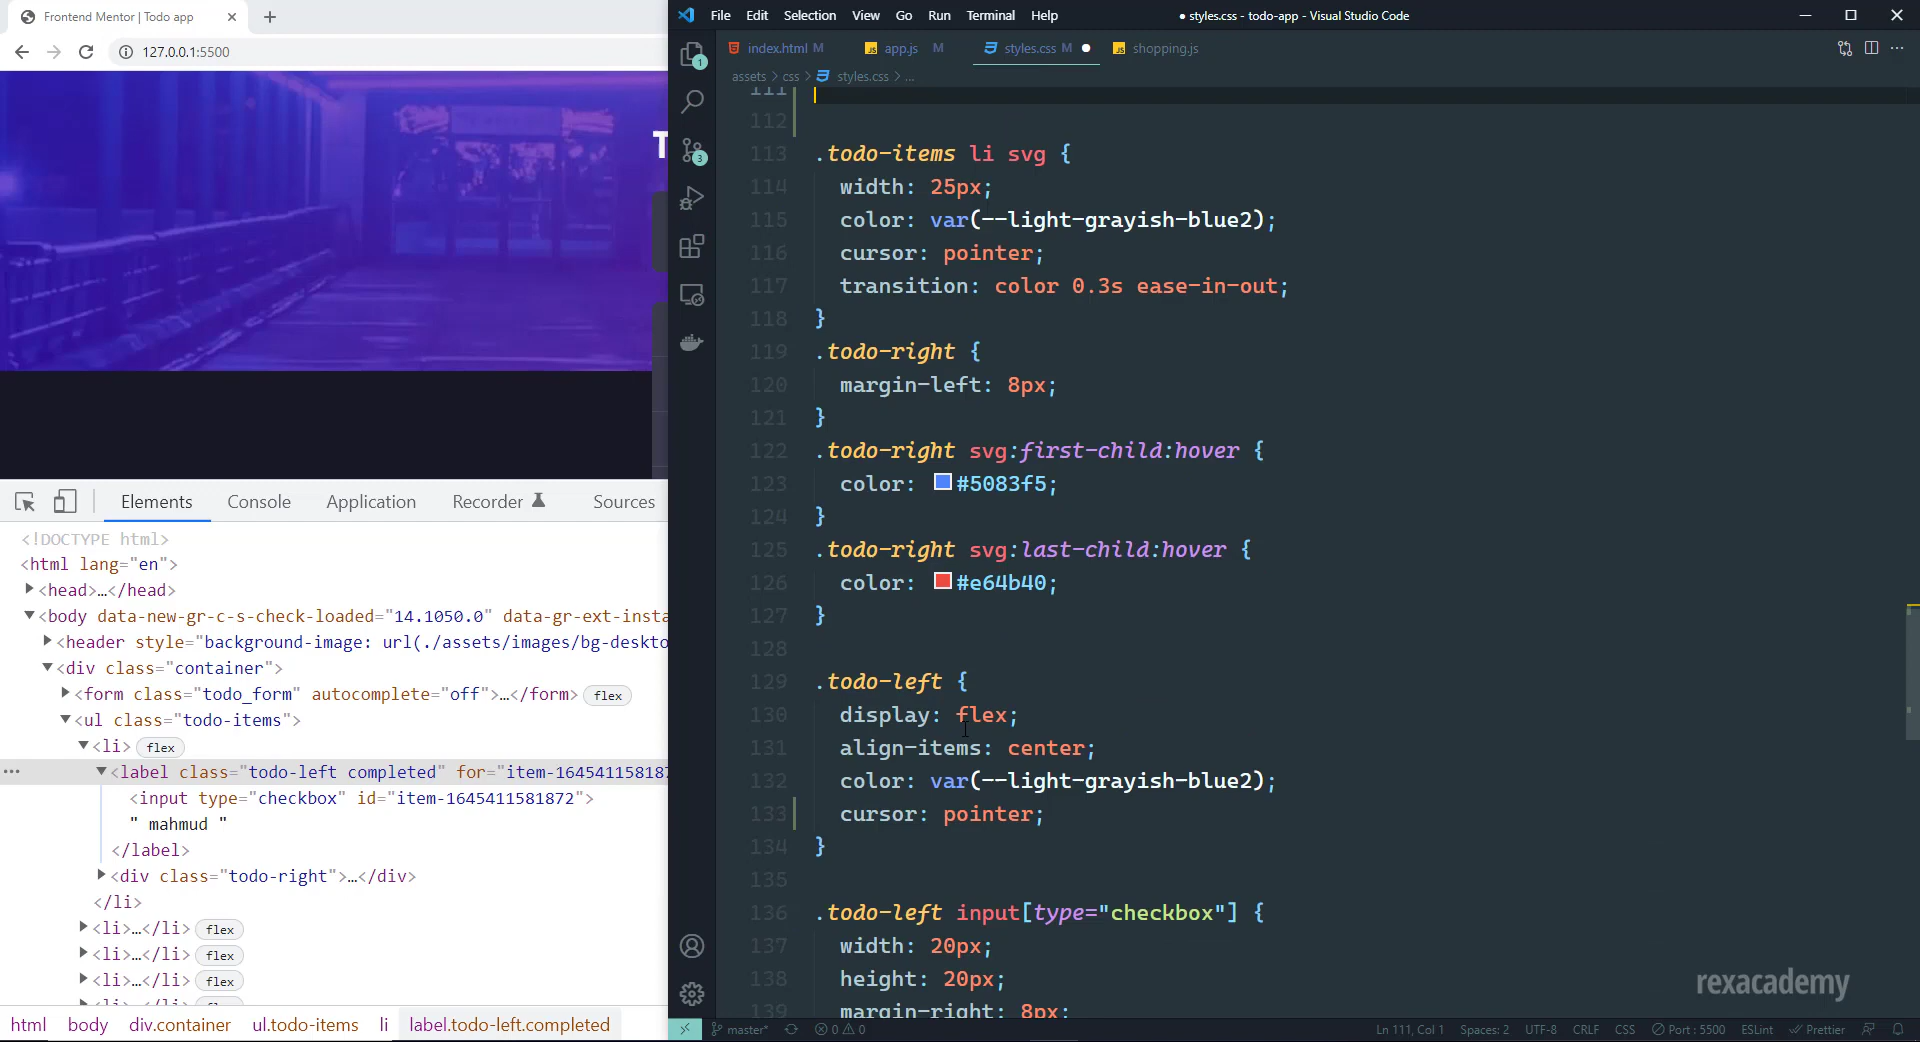 Frontend Mentor | Todo app
127.0.0.1:5500
T
File Edit Selection View Go Run Terminal Help
● styles.css - todo-app - Visual Studio Code
index.html M
app.js M
styles.css M
shopping.js
assets > css > styles.css > ...
1
3
111
112
113 .todo-items li svg {
114 width: 25px;
115 color: var(--light-grayish-blue2);
116 cursor: pointer;
117 transition: color 0.3s ease-in-out;
118 }
119 .todo-right {
120 margin-left: 8px;
121 }
122 .todo-right svg:first-child:hover {
123 color: #5083f5;
124 }
125 .todo-right svg:last-child:hover {
126 color: #e64b40;
127 }
128
129 .todo-left {
130 display: flex;
131 align-items: center;
132 color: var(--light-grayish-blue2);
133 cursor: pointer;
134 }
135
136 .todo-left input[type="checkbox"] {
137 width: 20px;
138 height: 20px;
139 margin-right: 8px;
Elements Console Application Recorder Sources
<!DOCTYPE html>
<html lang="en">
<head>…</head>
<body data-new-gr-c-s-check-loaded="14.1050.0" data-gr-ext-insta
<header style="background-image: url(./assets/images/bg-deskto
<div class="container">
<form class="todo_form" autocomplete="off">…</form> flex
<ul class="todo-items">
<li> flex
… <label class="todo-left completed" for="item-164541158187
<input type="checkbox" id="item-1645411581872">
" mahmud "
</label>
<div class="todo-right">…</div>
</li>
<li>…</li> flex
<li>…</li> flex
<li>…</li> flex
html body div.container ul.todo-items li label.todo-left.completed
rexacademy
master* 0 0
Ln 111, Col 1 Spaces: 2 UTF-8 CRLF CSS Port : 5500 ESLint Prettier